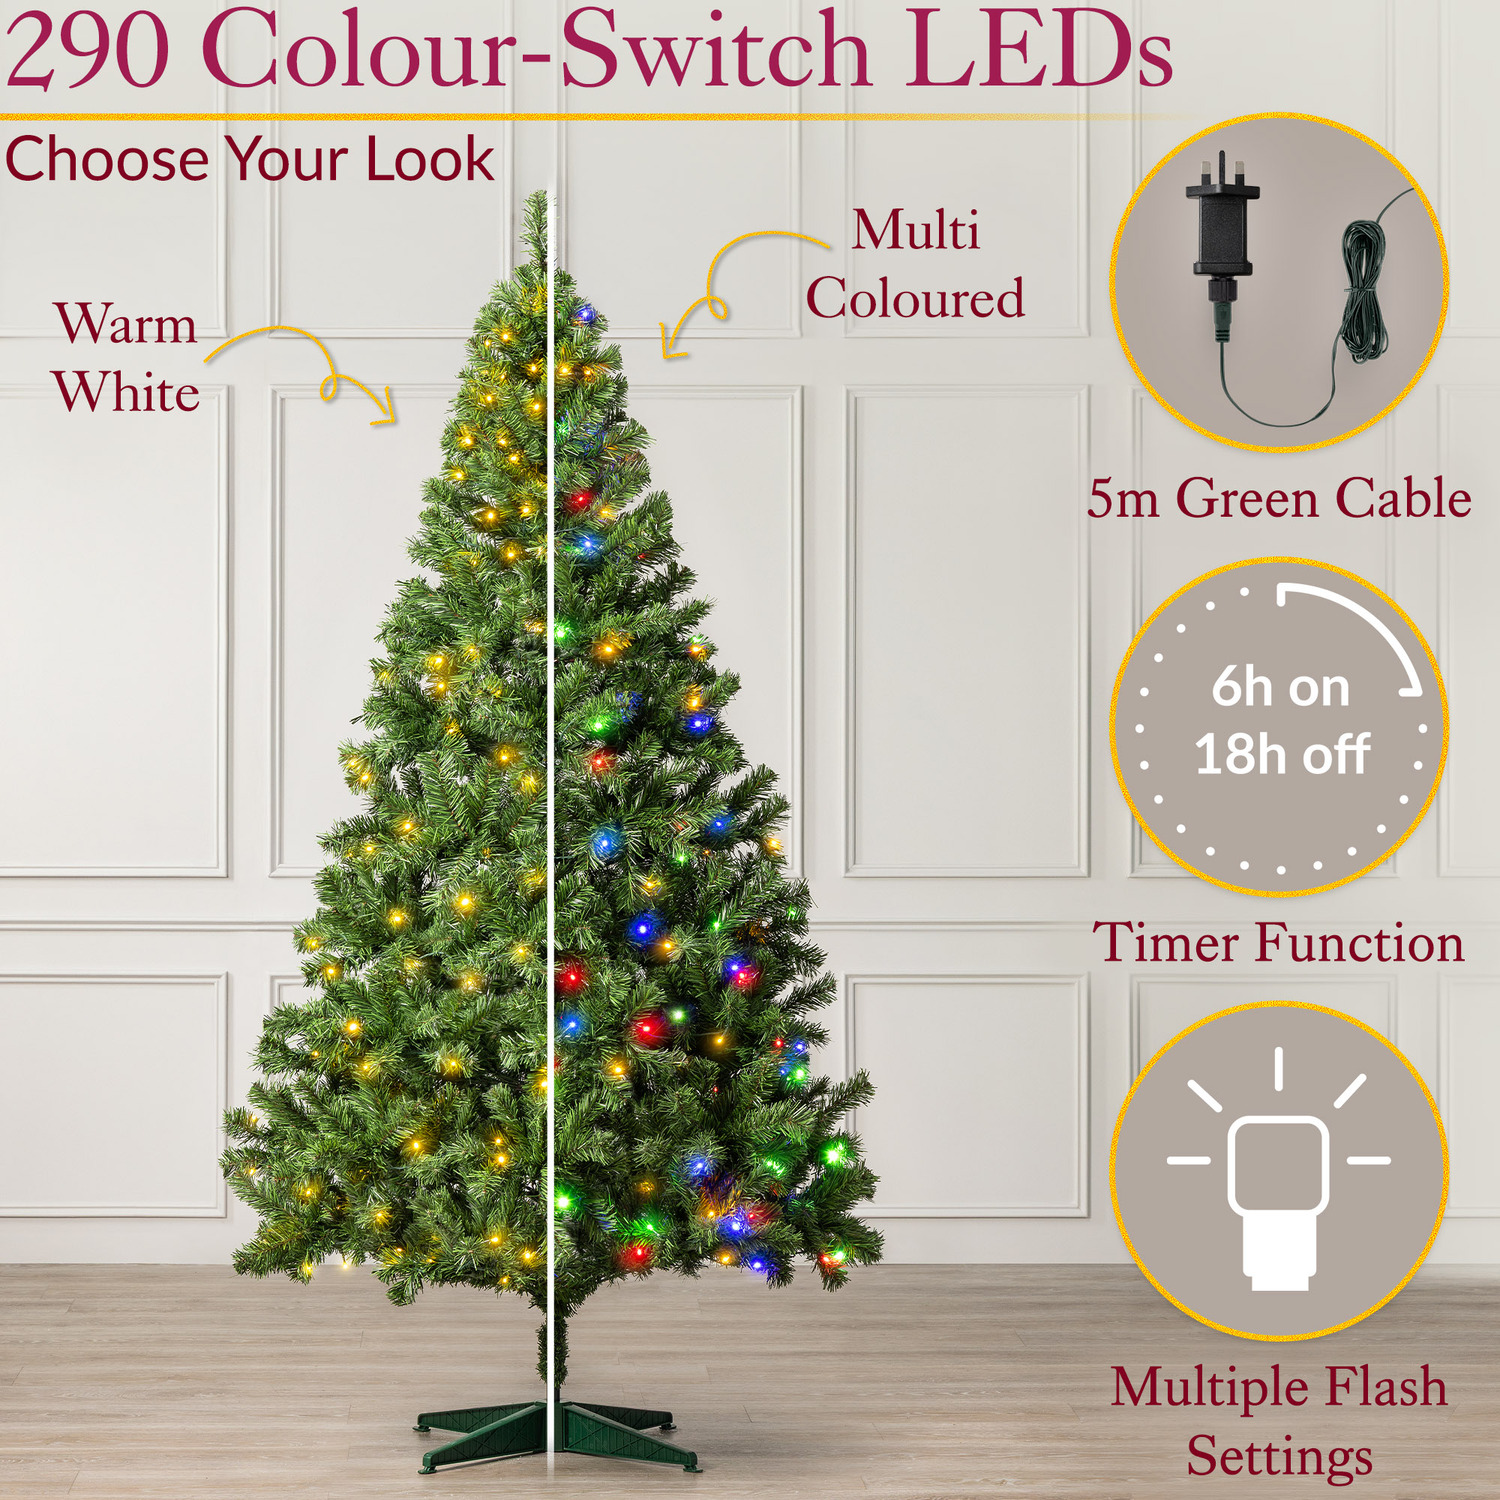 290 Colour-Switch LEDs
Choose Your Look
Warm
White
Multi
Coloured
5m Green Cable
6h on
18h off
Timer Function
Multiple Flash
Settings